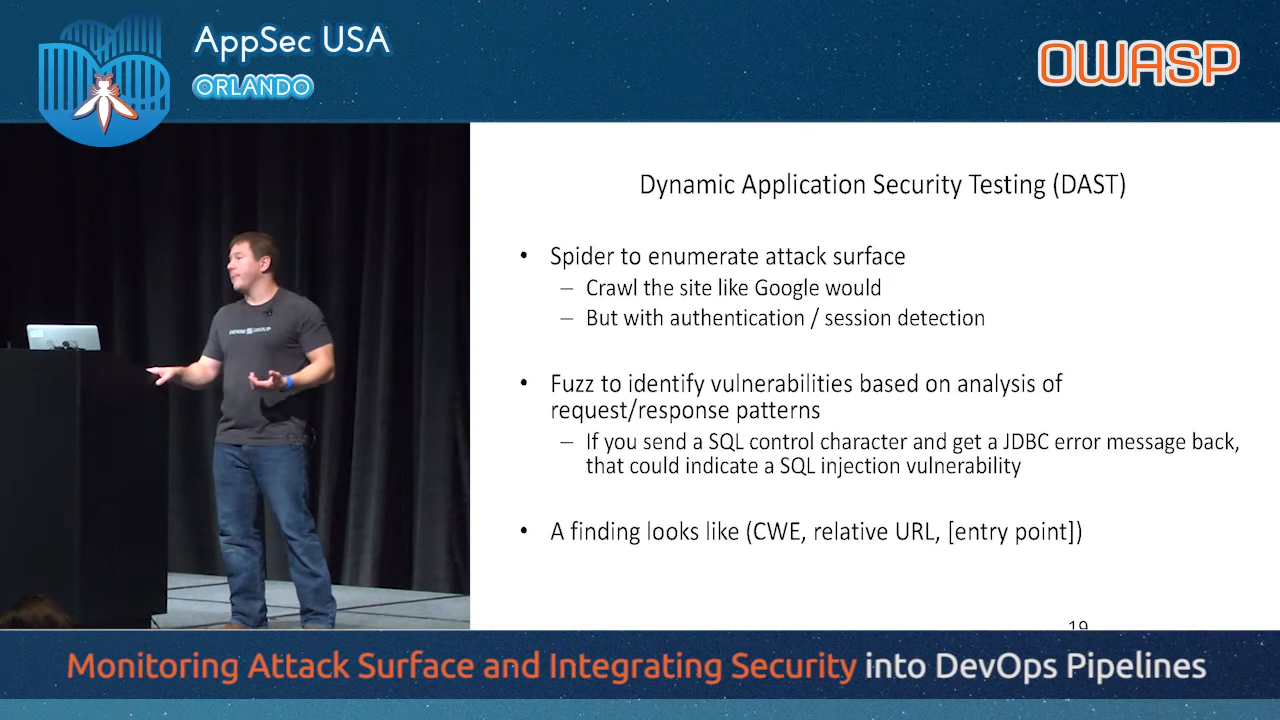 AppSec USA
ORLANDO
OWASP
DENIM GROUP
Dynamic Application Security Testing (DAST)
• Spider to enumerate attack surface
– Crawl the site like Google would
– But with authentication / session detection
• Fuzz to identify vulnerabilities based on analysis of
request/response patterns
– If you send a SQL control character and get a JDBC error message back,
that could indicate a SQL injection vulnerability
• A finding looks like (CWE, relative URL, [entry point])
19
Monitoring Attack Surface and Integrating Security into DevOps Pipelines